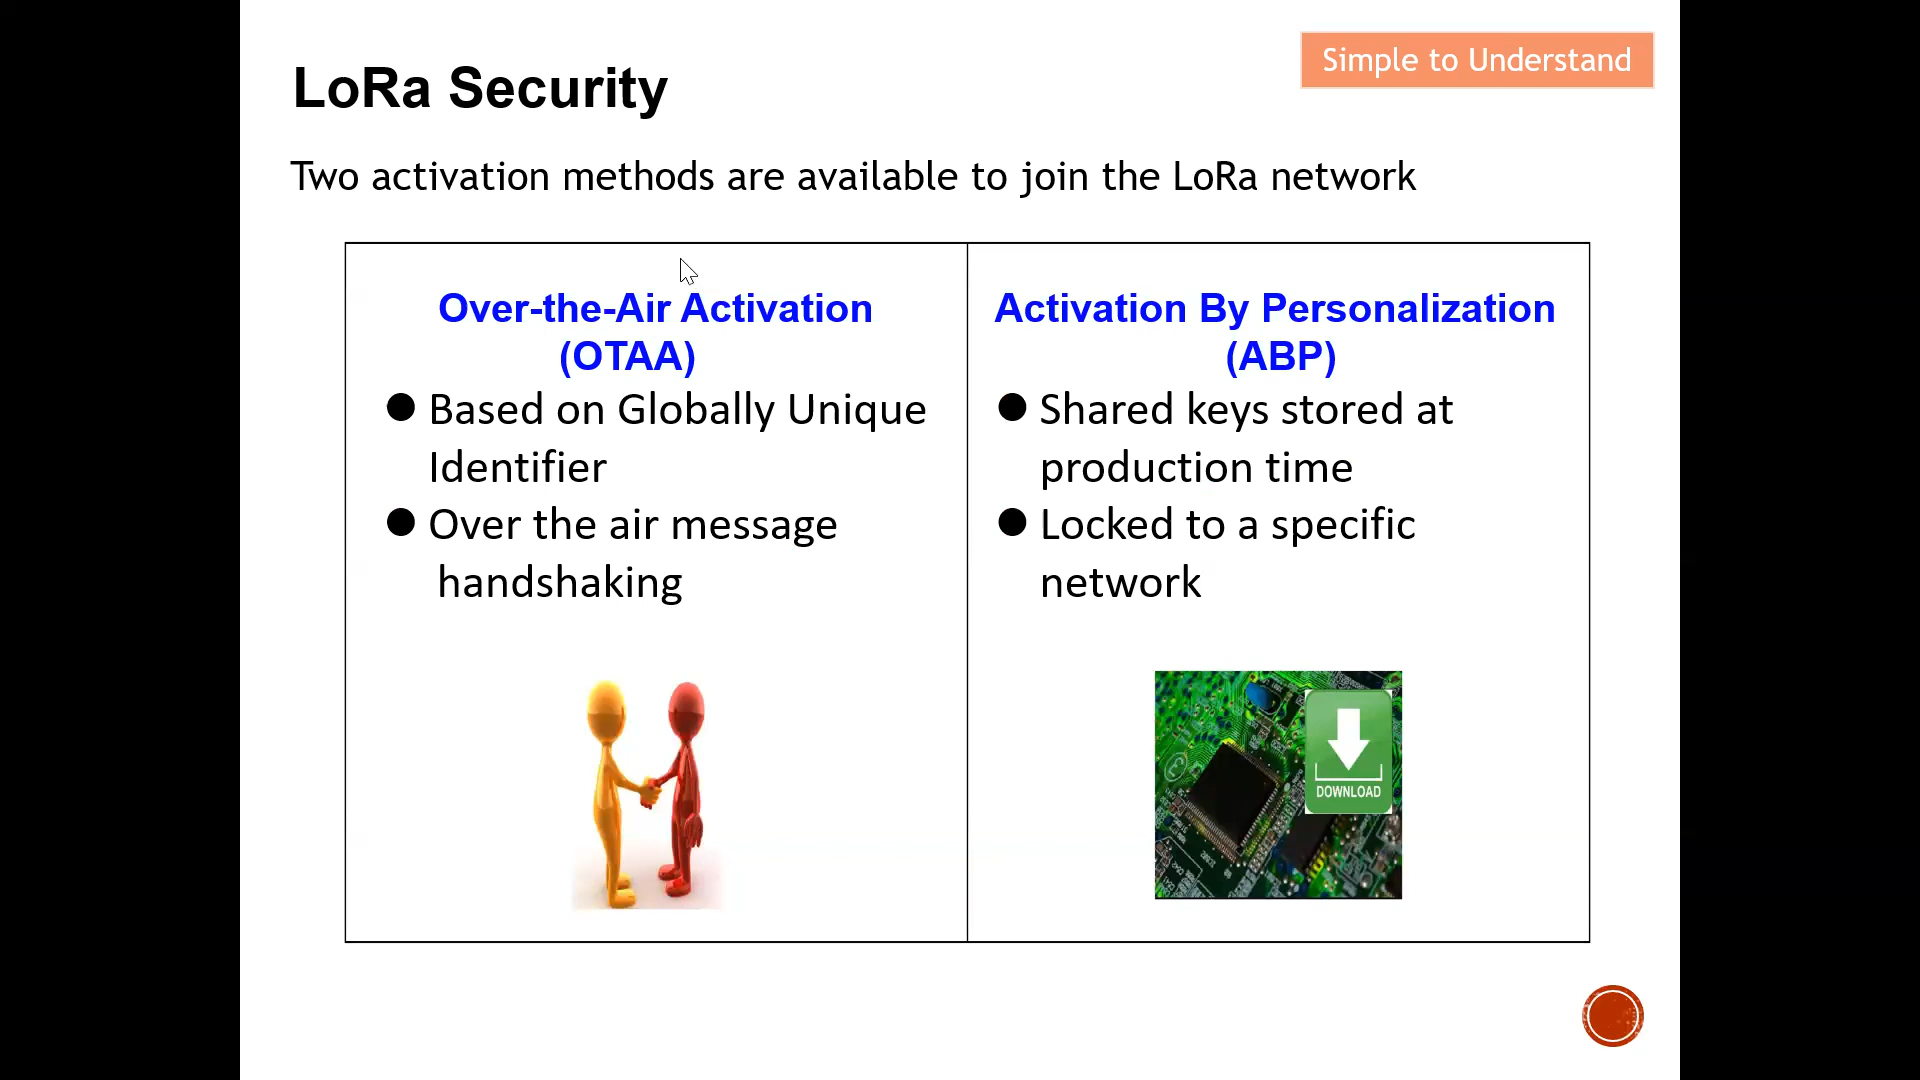 Simple to Understand
LoRa Security
Two activation methods are available to join the LoRa network
Over-the-Air Activation
(OTAA)
● Based on Globally Unique
Identifier
● Over the air message
handshaking
Activation By Personalization
(ABP)
● Shared keys stored at
production time
● Locked to a specific
network
DOWNLOAD